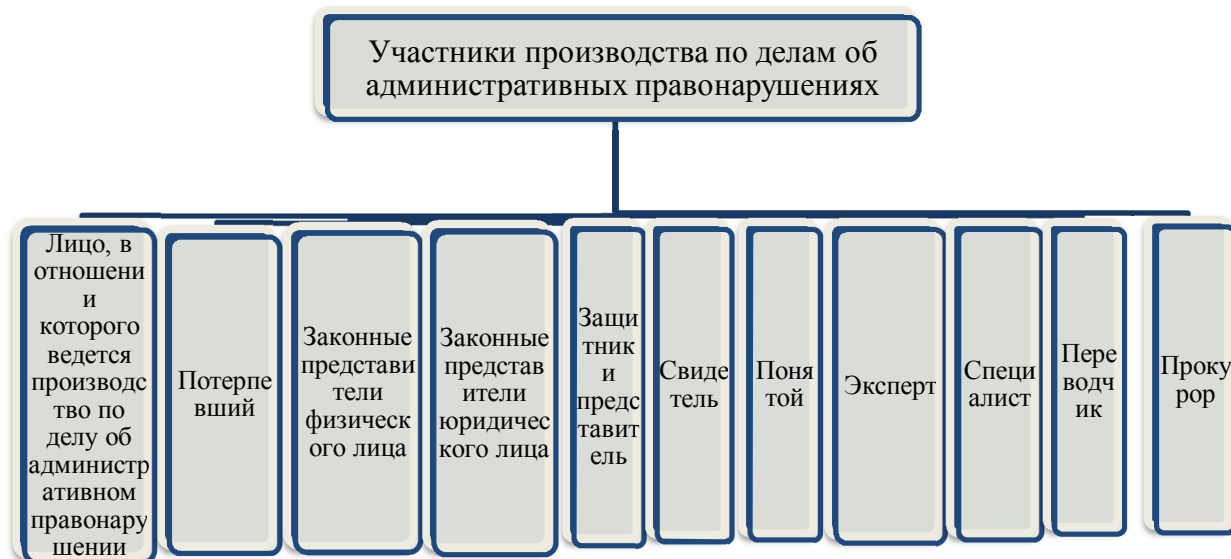 Участники производства по делам об
административных правонарушениях
Лицо, в
отношени
и
которого
ведется
производс
тво по
делу об
администр
ативном
правонару
шении
Потерпе
вший
Законные
представи
тели
физическ
ого лица
Законные
представ
ители
юридичес
кого лица
Защи
тник
и
предс
тавит
ель
Свиде
тель
Поня
той
Эксперт
Специ
алист
Пере
водч
ик
Проку
рор